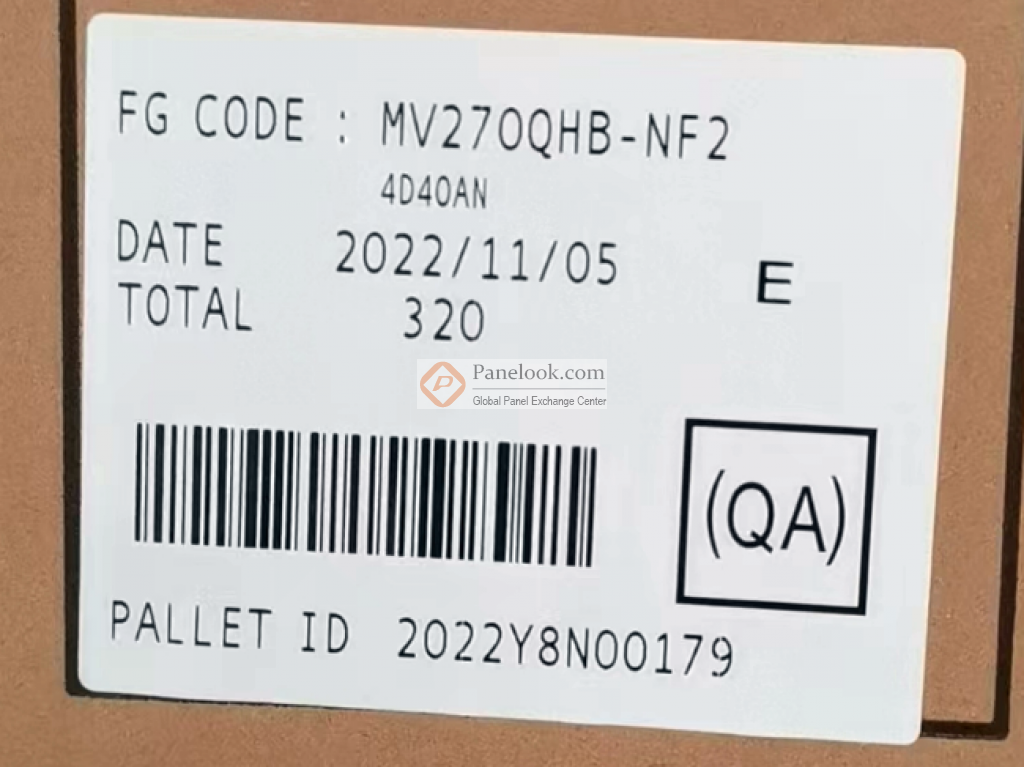 FG CODE : MV270QHB-NF2
4D40AN
DATE 2022/11/05 E
TOTAL 320
Panelook.com
Global Panel Exchange Center
(QA)
PALLET ID 2022Y8N00179